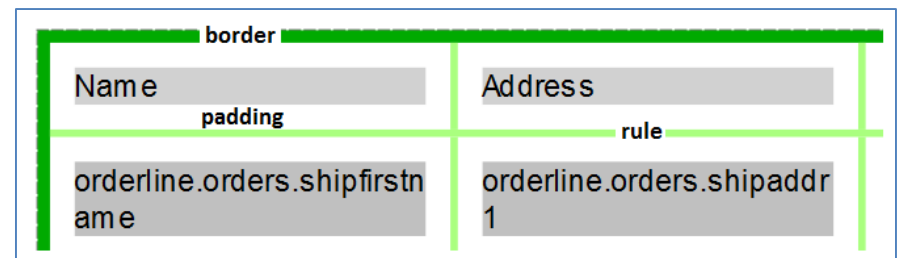 border
Name
Address
padding
rule
orderline.orders.shipfirstn
ame
orderline.orders.shipaddr
1